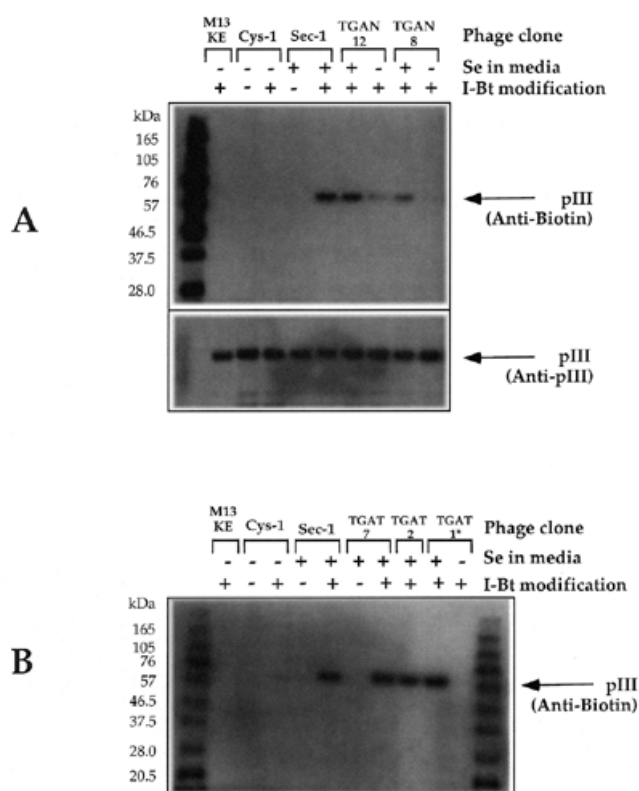 M13 KE Cys-1 Sec-1 TGAN 12 TGAN 8 Phage clone
- - - + + + - + - Se in media
+ - + - + + + + + I-Bt modification
kDa
165
105
76
57
46.5
37.5
28.0
A
pIII
(Anti-Biotin)
pIII
(Anti-pIII)
M13 KE Cys-1 Sec-1 TGAT 7 TGAT 2 TGAT 1* Phage clone
- - - + + + + + + - Se in media
+ - + - + - + + + + I-Bt modification
kDa
165
105
76
57
46.5
37.5
28.0
20.5
B
pIII
(Anti-Biotin)